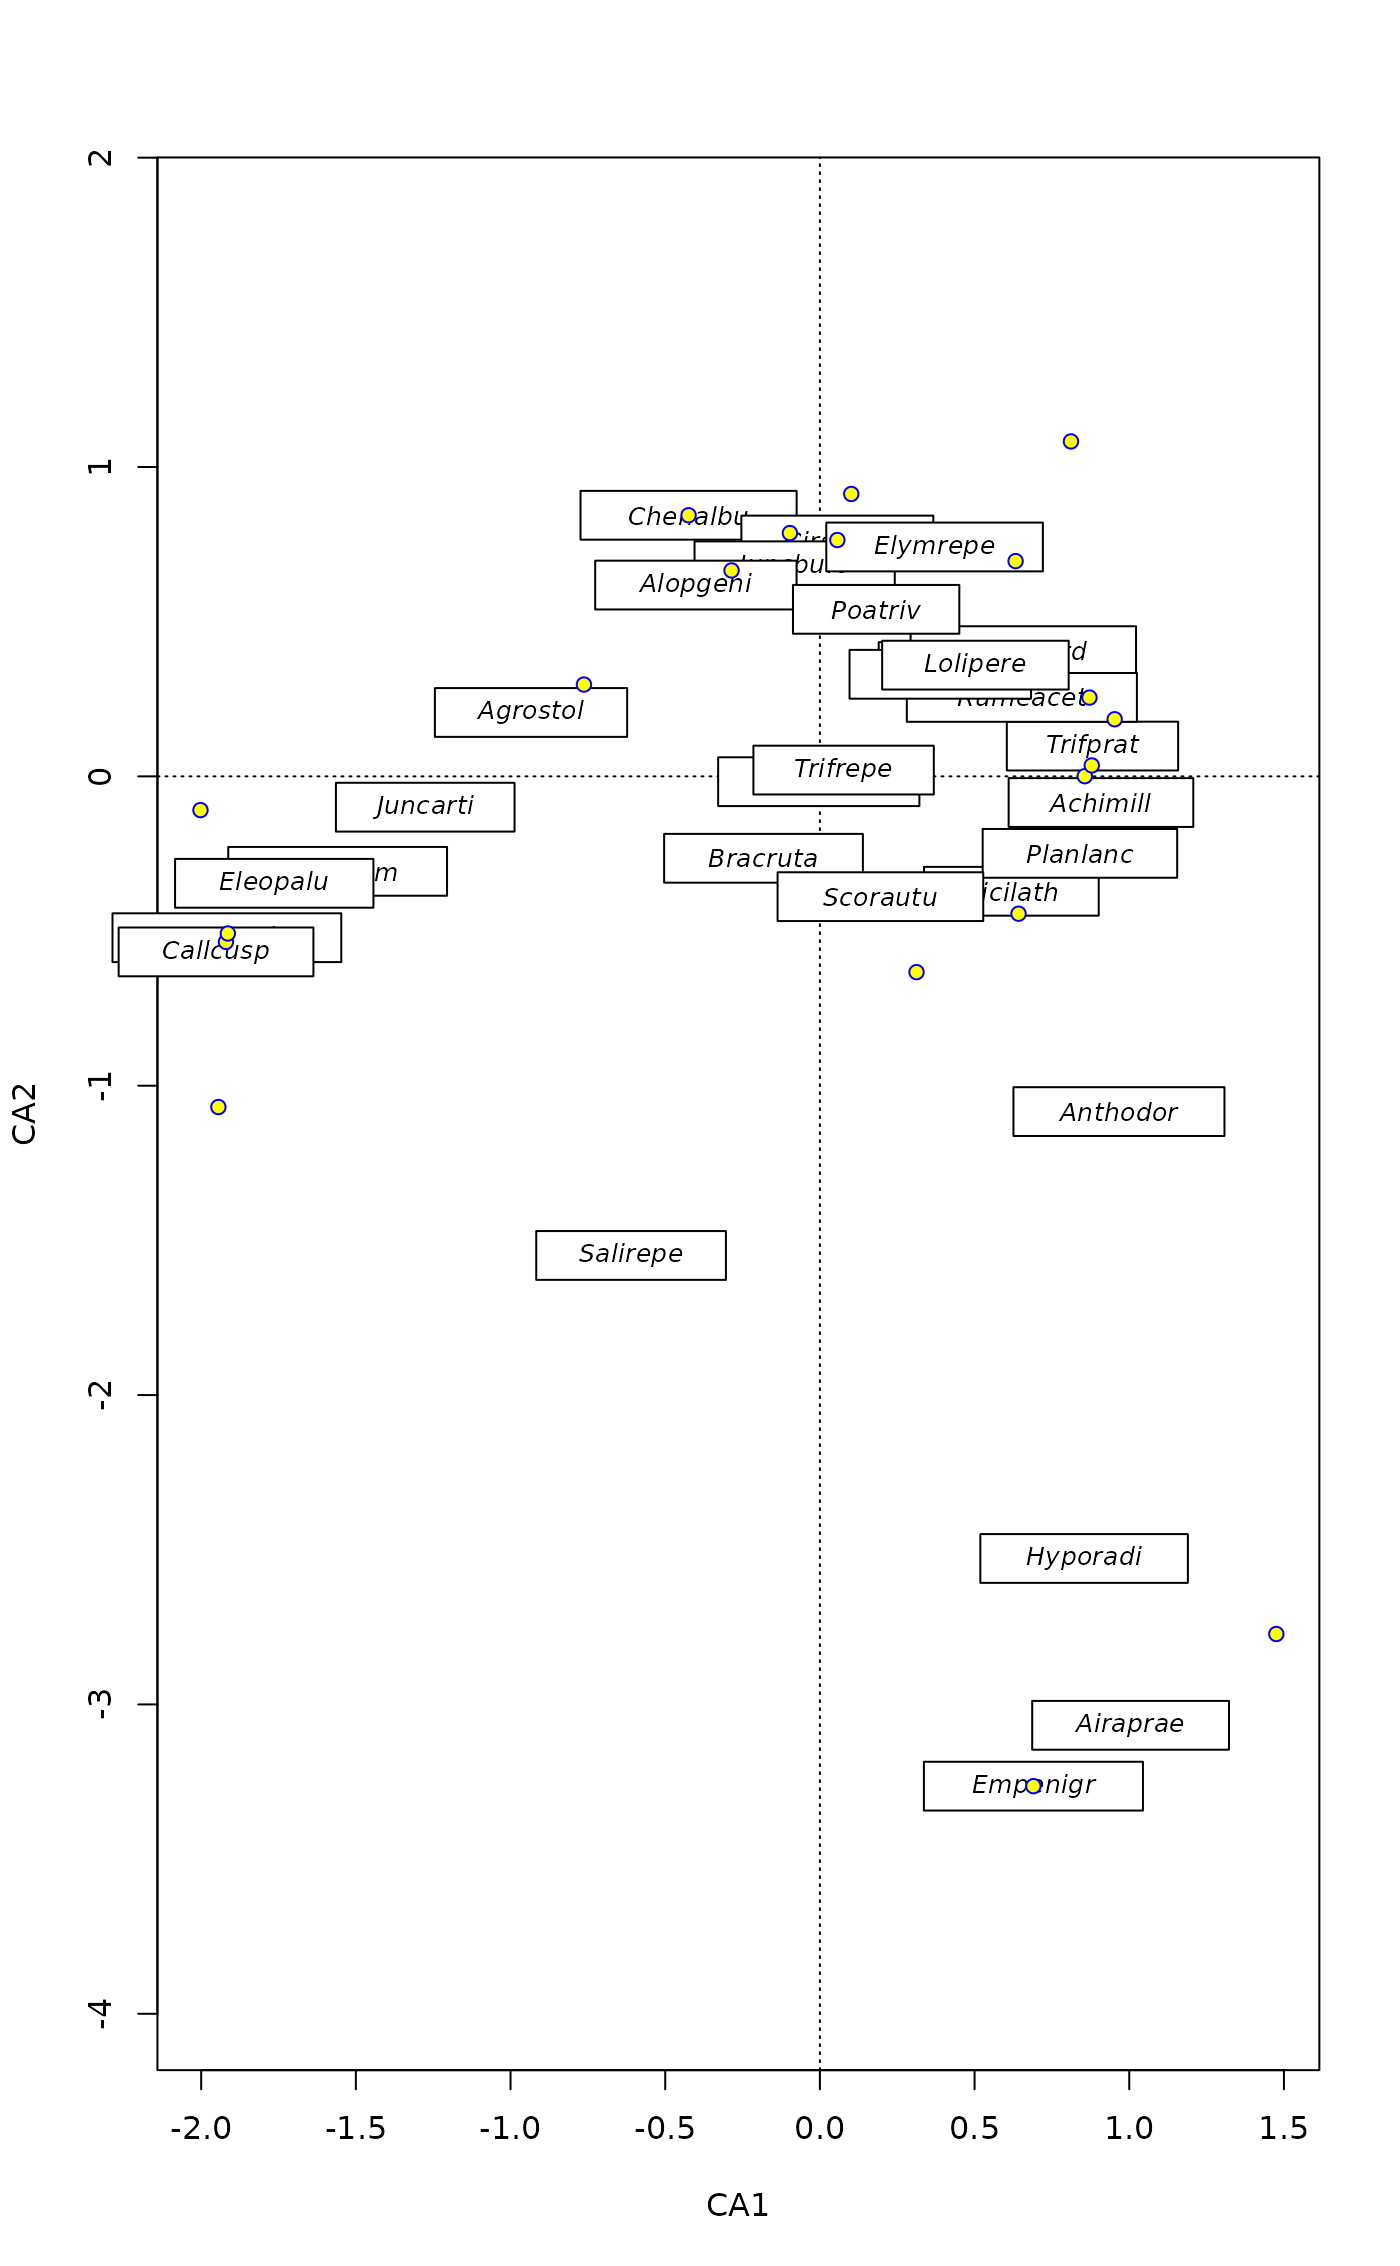 2
1
0
-1
-2
-3
-4
CA2
Elymrepe
Alopgeni
Poatriv
Lolipere
Agrostol
Trifprat
Trifrepe
Achimill
Juncarti
Planlanc
Bracruta
Eleopalu
Scorautu
Callcusp
Anthodor
Salirepe
Hyporadi
Airaprae
-2.0 -1.5 -1.0 -0.5 0.0 0.5 1.0 1.5
CA1